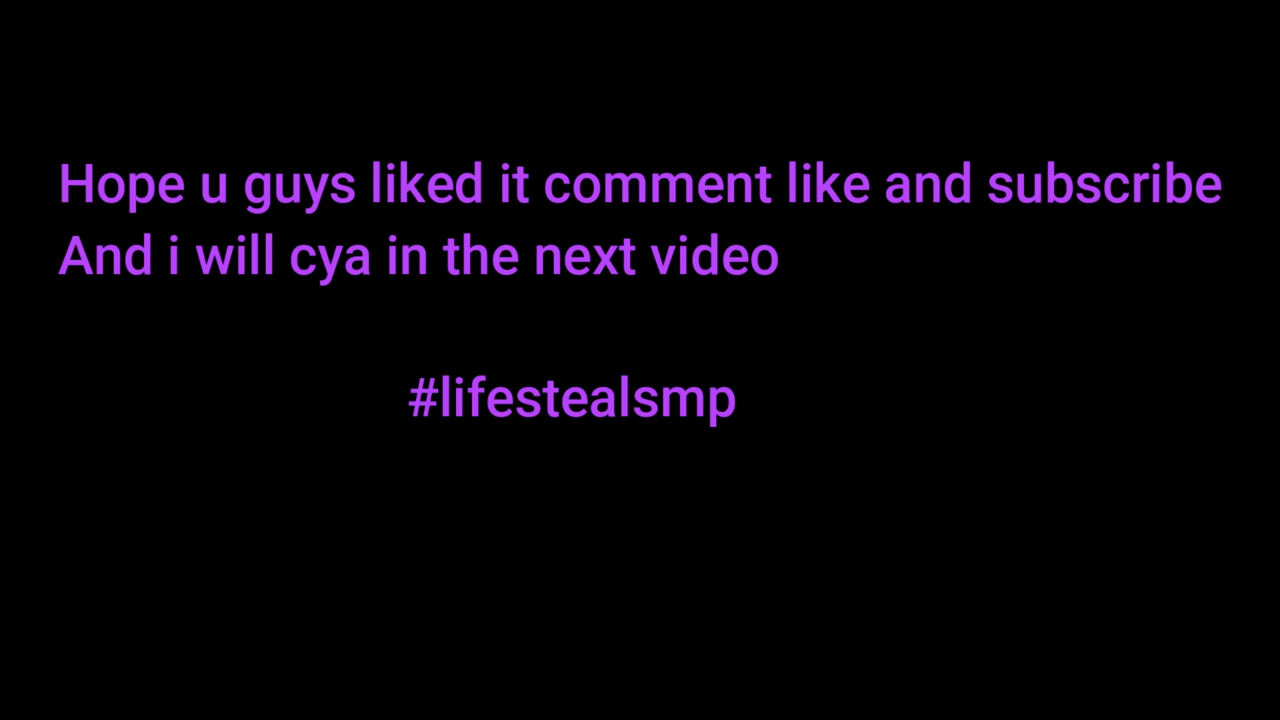 Hope u guys liked it comment like and subscribe
And i will cya in the next video
#lifestealsmp